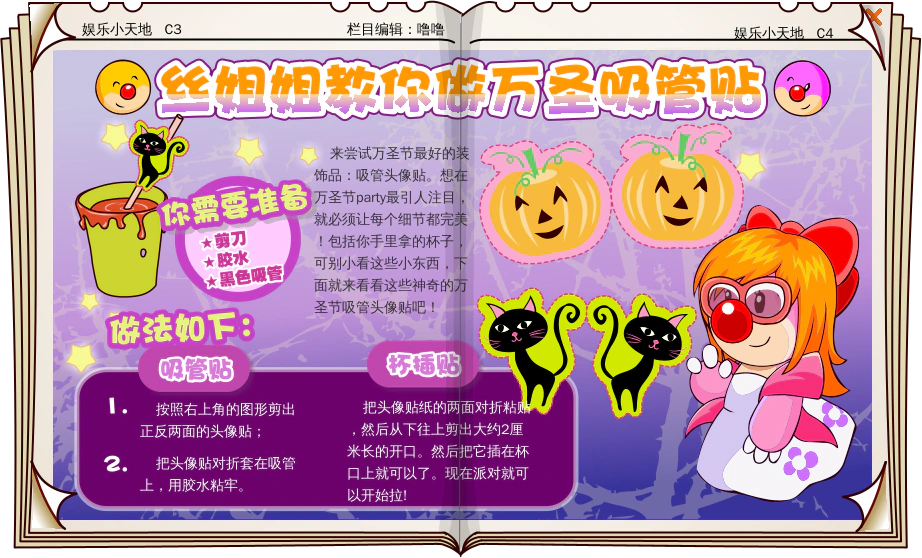 娱乐小天地 C3
栏目编辑：噜噜
娱乐小天地 C4
丝姐姐教你做万圣吸管贴
来尝试万圣节最好的装
饰品：吸管头像贴。想在
万圣节party最引人注目，
就必须让每个细节都完美
！包括你手里拿的杯子，
可别小看这些小东西，下
面就来看看这些神奇的万
圣节吸管头像贴吧！
你需要准备
★剪刀
★胶水
★黑色吸管
做法如下：
吸管贴
1. 按照右上角的图形剪出
正反两面的头像贴；
2. 把头像贴对折套在吸管
上，用胶水粘牢。
杯插贴
把头像贴纸的两面对折粘贴
，然后从下往上剪出大约2厘
米长的开口。然后把它插在杯
口上就可以了。现在派对就可
以开始拉!